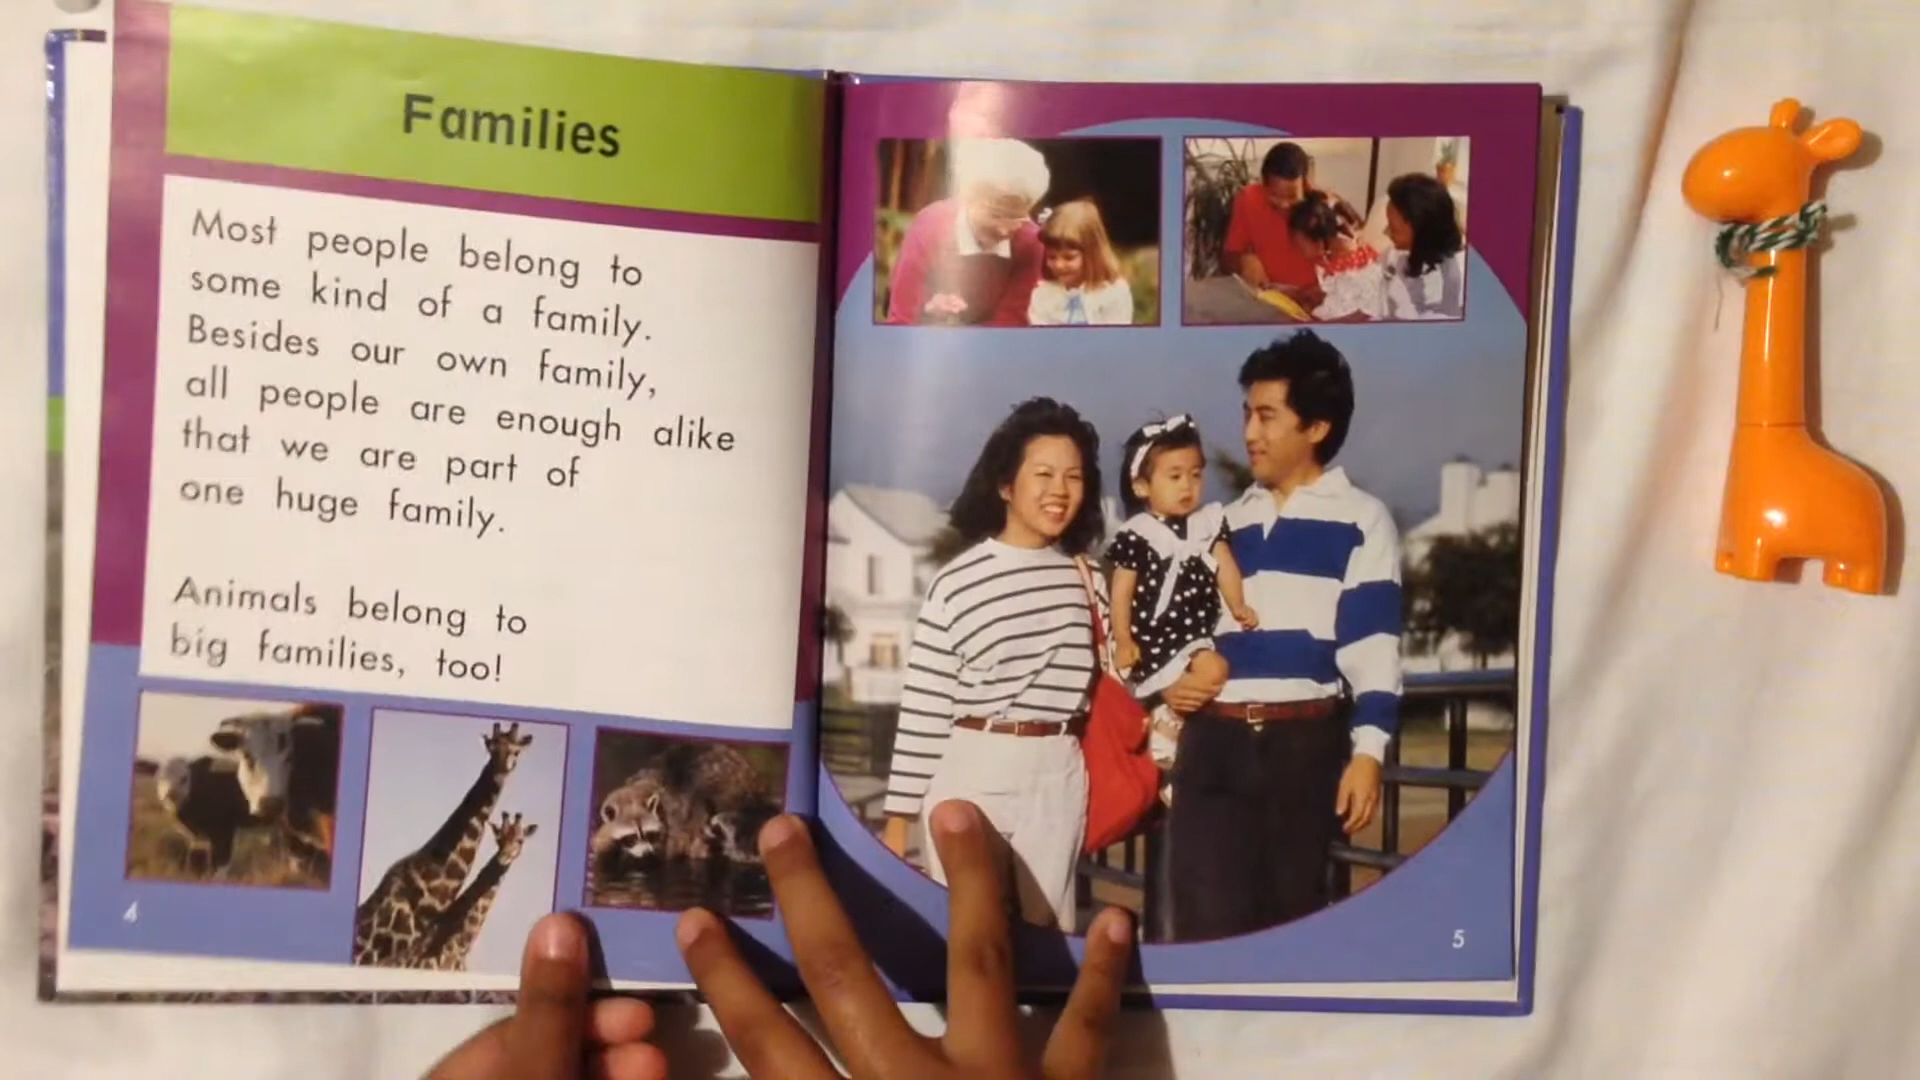 Families
Most people belong to
some kind of a family.
Besides our own family,
all people are enough alike
that we are part of
one huge family.
Animals belong to
big families, too!
4
5